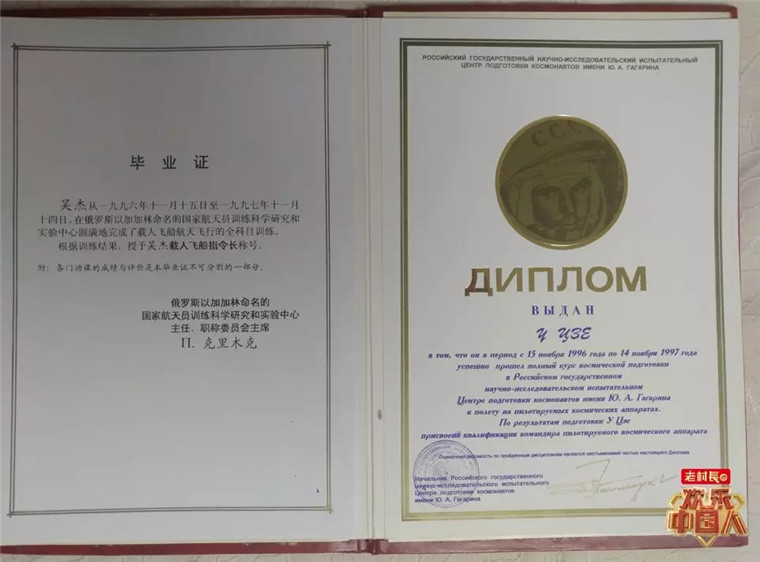 毕业证
吴杰从一九九六年十一月十五日至一九九七年十一月
十四日,在俄罗斯以加加林命名的国家航天员训练科学研究和
实验中心圆满地完成了载人飞船航天飞行的全科目训练。
根据训练结果,授予吴杰载人飞船指令长称号。
附:各门功课的成绩与评价是本毕业证不可分割的一部分。
俄罗斯以加加林命名的
国家航天员训练科学研究和实验中心
主任、职称委员会主席
П. 克里木克
РОССИЙСКИЙ ГОСУДАРСТВЕННЫЙ НАУЧНО-ИССЛЕДОВАТЕЛЬСКИЙ ИСПЫТАТЕЛЬНЫЙ
ЦЕНТР ПОДГОТОВКИ КОСМОНАВТОВ ИМЕНИ Ю. А. ГАГАРИНА
СССР
ДИПЛОМ
ВЫДАН
У ЦЗЕ
в том, что он в период с 15 ноября 1996 года по 14 ноября 1997 года
успешно прошел полный курс космической подготовки
в Российском государственном
научно-исследовательском испытательном
Центре подготовки космонавтов имени Ю. А. Гагарина
к полету на пилотируемых космических аппаратах.
По результатам подготовки У Цзе
присвоена квалификация командира пилотируемого космического аппарата
Оценочная ведомость по пройденным дисциплинам является неотъемлемой частью настоящего Диплома
Начальник Российского государственного
научно-исследовательского испытательного
Центра подготовки космонавтов
имени Ю. А. Гагарина
老村長
欢乐
中国人